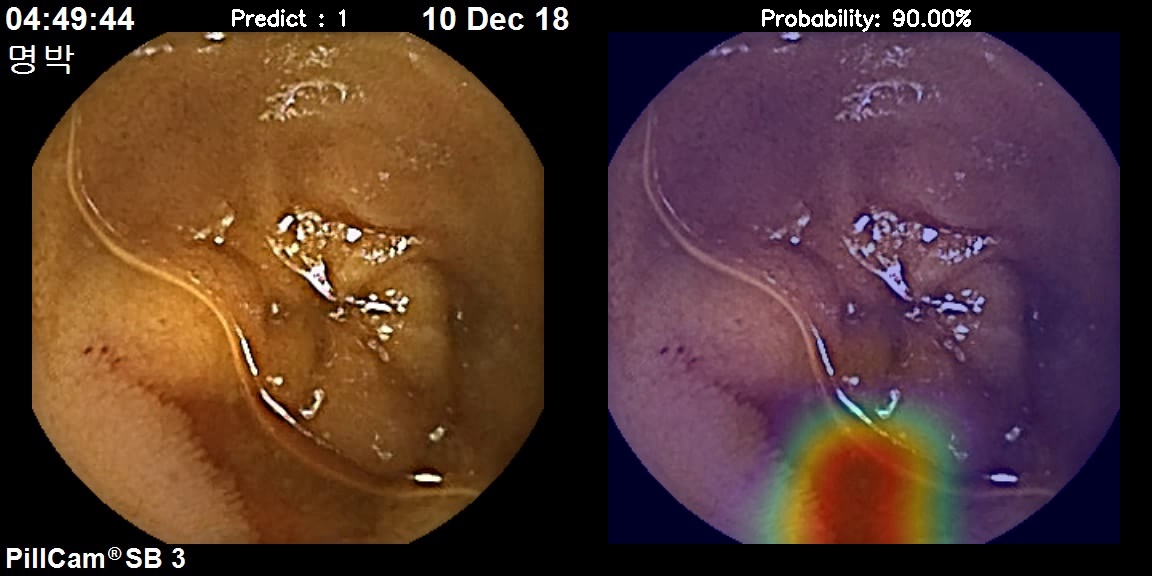 04:49:44
Predict : 1
10 Dec 18
Probability: 90.00%
명박
PillCam® SB 3